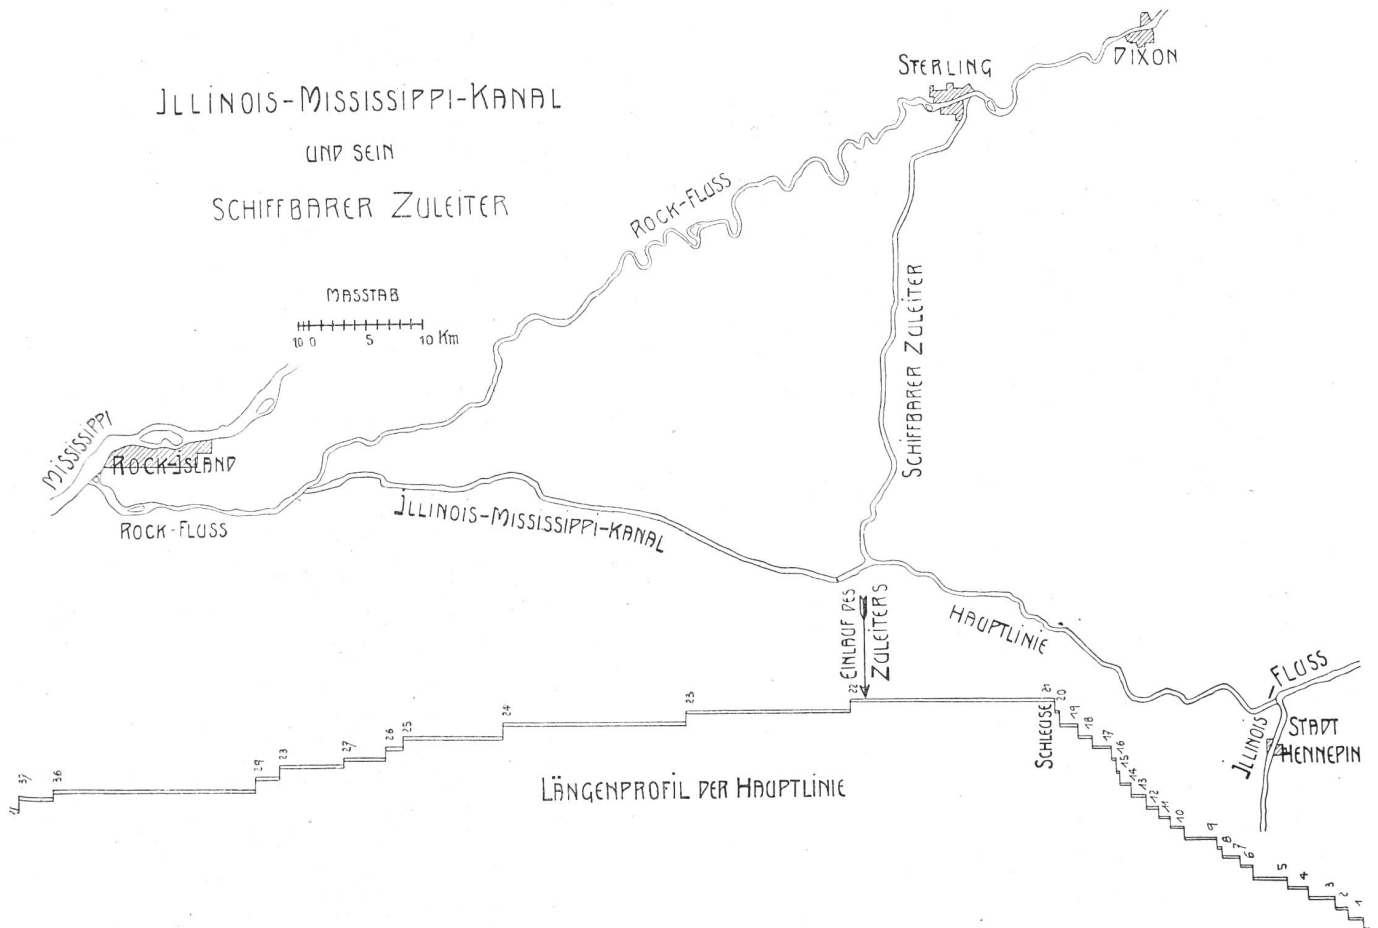 DIXON
STERLING
ILLINOIS-MISSISSIPPI-KANAL
UND SEIN
SCHIFFBARER ZULEITER
ROCK-FLUSS
MASSTAB
10 0 5 10 Km
SCHIFFBARER ZULEITER
MISSISSIPPI
ROCK-ISLAND
ROCK-FLUSS
ILLINOIS-MISSISSIPPI-KANAL
EINLAUF DES
ZULEITERS
HAUPTLINIE
ILLINOIS
FLUSS
STADT
HENNEPIN
SCHLEUSE
LÄNGENPROFIL DER HAUPTLINIE
37 36 29 23 27 26 25 24 23 22 21 20 19 18 17 16 15 14 13 12 11 10 9 8 7 6 5 4 3 2 1